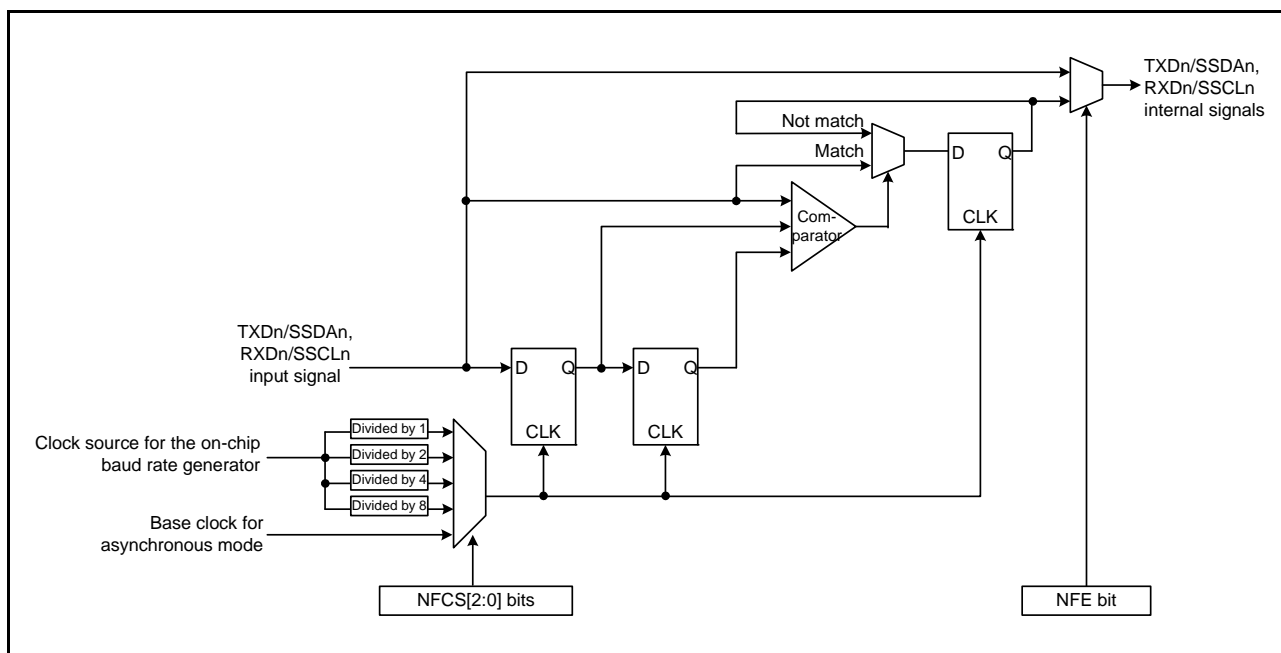 TXDn/SSDAn,
RXDn/SSCLn
internal signals
Not match
Match
D
Q
CLK
Com-
parator
TXDn/SSDAn,
RXDn/SSCLn
input signal
D
Q
CLK
D
Q
CLK
Clock source for the on-chip
baud rate generator
Divided by 1
Divided by 2
Divided by 4
Divided by 8
Base clock for
asynchronous mode
NFCS[2:0] bits
NFE bit